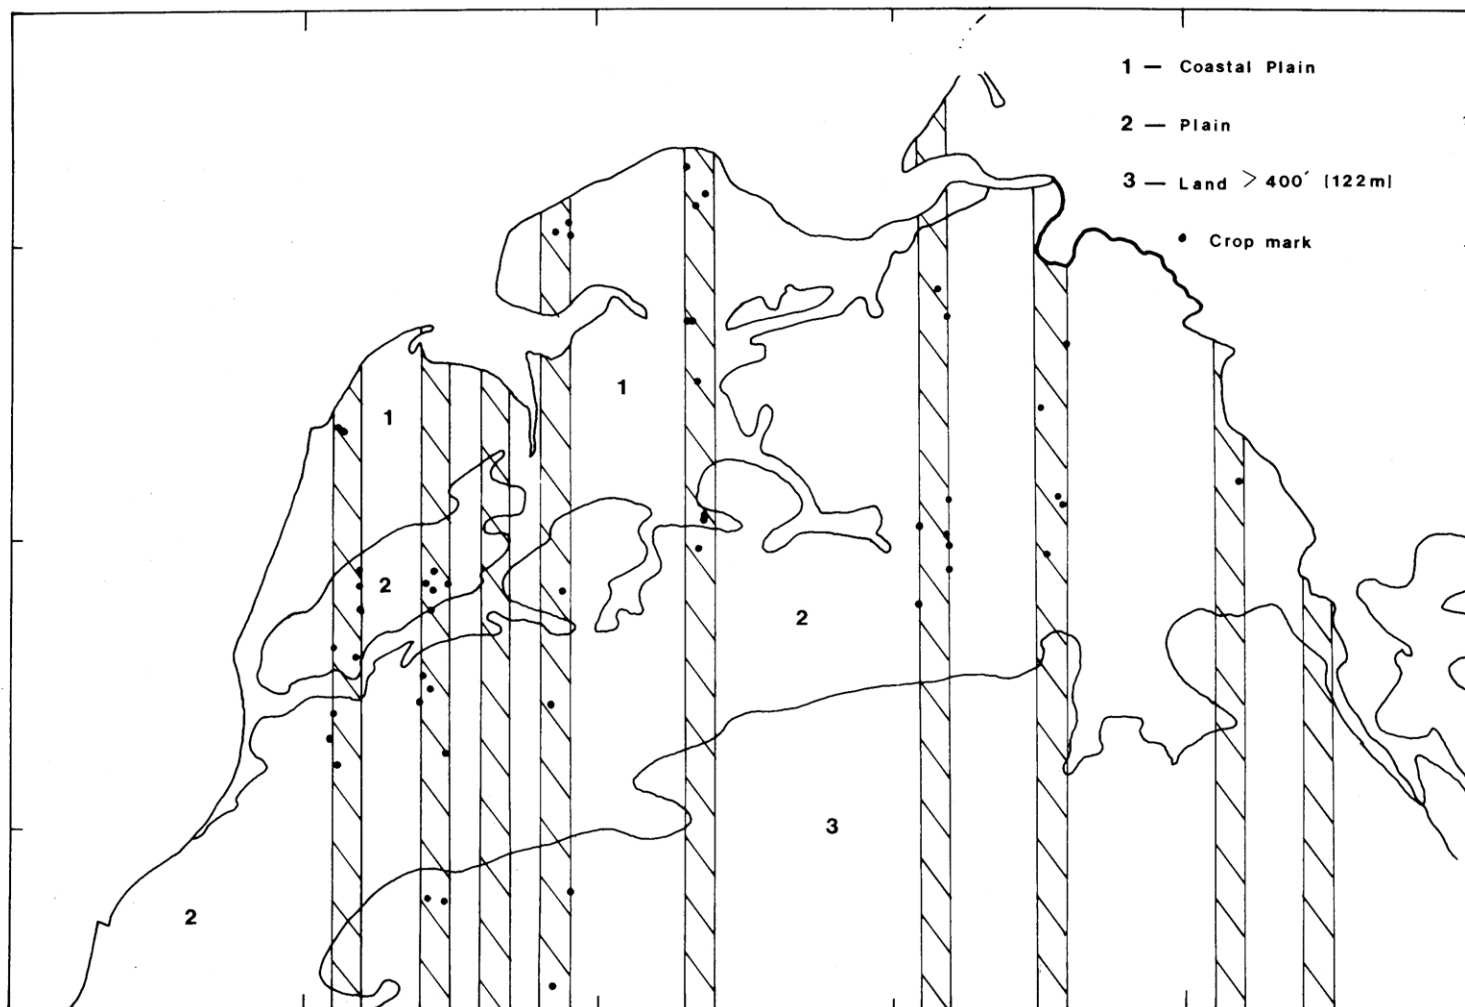 1 — Coastal Plain
2 — Plain
3 — Land > 400′ (122m)
• Crop mark
1
1
2
2
3
2